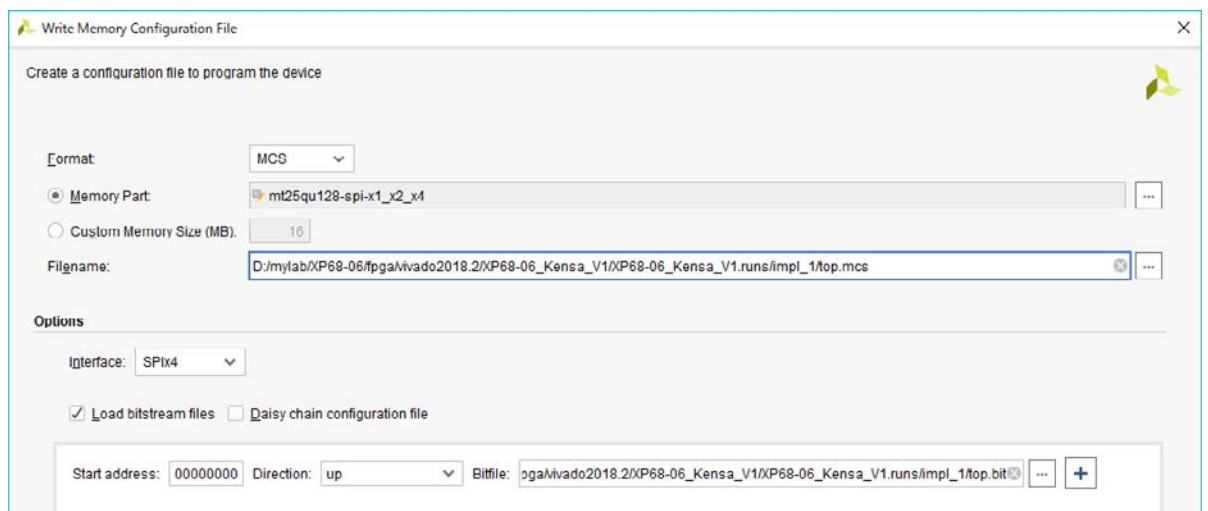 Write Memory Configuration File
Create a configuration file to program the device
Format: MCS
Memory Part: mt25qu128-spi-x1_x2_x4 ...
Custom Memory Size (MB): 16
Filename: D:/mylab/XP68-06/fpga/vivado2018.2/XP68-06_Kensa_V1/XP68-06_Kensa_V1.runs/impl_1/top.mcs ...
Options
Interface: SPIx4
Load bitstream files Daisy chain configuration file
Start address: 00000000 Direction: up Bitfile: pga/vivado2018.2/XP68-06_Kensa_V1/XP68-06_Kensa_V1.runs/impl_1/top.bit ... +